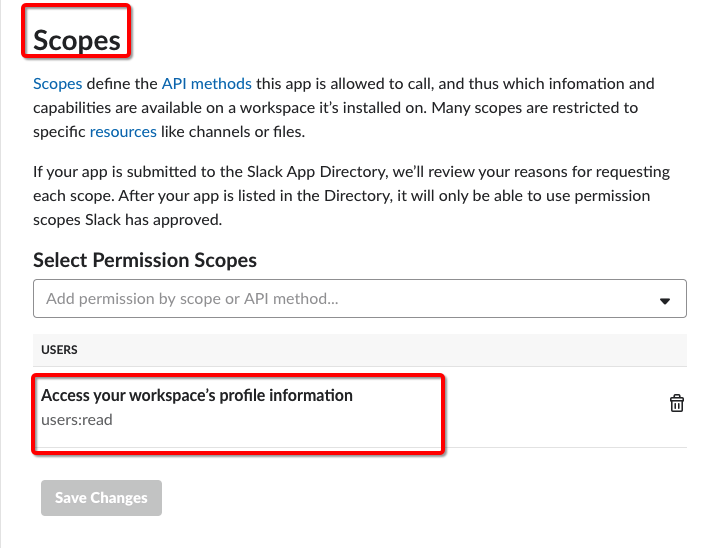 Scopes
Scopes define the API methods this app is allowed to call, and thus which infomation and
capabilities are available on a workspace it’s installed on. Many scopes are restricted to
specific resources like channels or files.
If your app is submitted to the Slack App Directory, we’ll review your reasons for requesting
each scope. After your app is listed in the Directory, it will only be able to use permission
scopes Slack has approved.
Select Permission Scopes
Add permission by scope or API method...
USERS
Access your workspace’s profile information
users:read
Save Changes